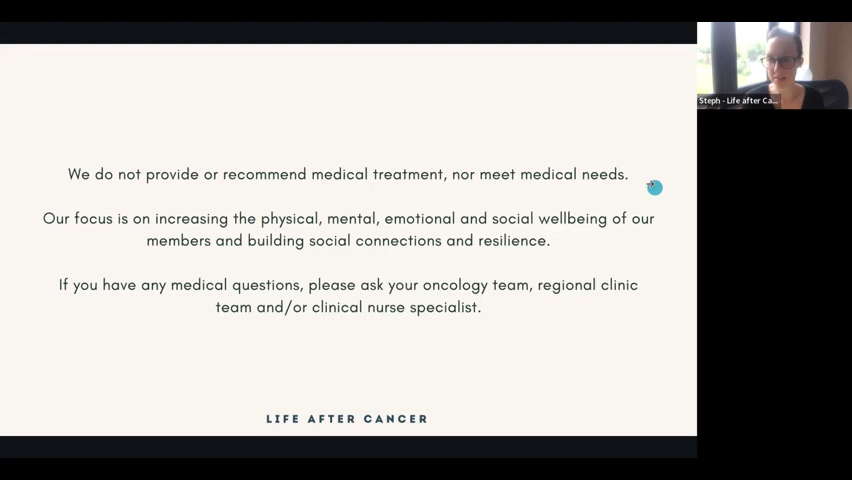 Steph - Life after Ca...
We do not provide or recommend medical treatment, nor meet medical needs.
Our focus is on increasing the physical, mental, emotional and social wellbeing of our
members and building social connections and resilience.
If you have any medical questions, please ask your oncology team, regional clinic
team and/or clinical nurse specialist.
LIFE AFTER CANCER